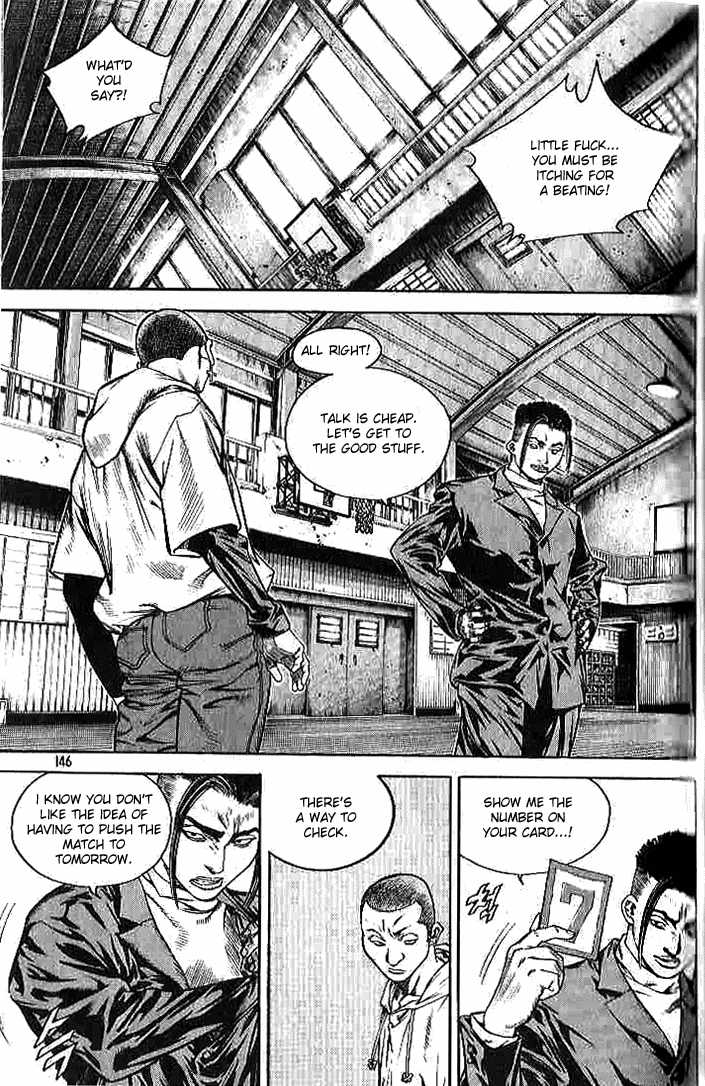 WHAT'D
YOU
SAY?!
LITTLE FUCK...
YOU MUST BE
ITCHING FOR
A BEATING!
ALL RIGHT!
TALK IS CHEAP.
LET'S GET TO
THE GOOD STUFF.
146
I KNOW YOU DON'T
LIKE THE IDEA OF
HAVING TO PUSH THE
MATCH TO
TOMORROW.
THERE'S
A WAY TO
CHECK.
SHOW ME THE
NUMBER ON
YOUR CARD...!
7